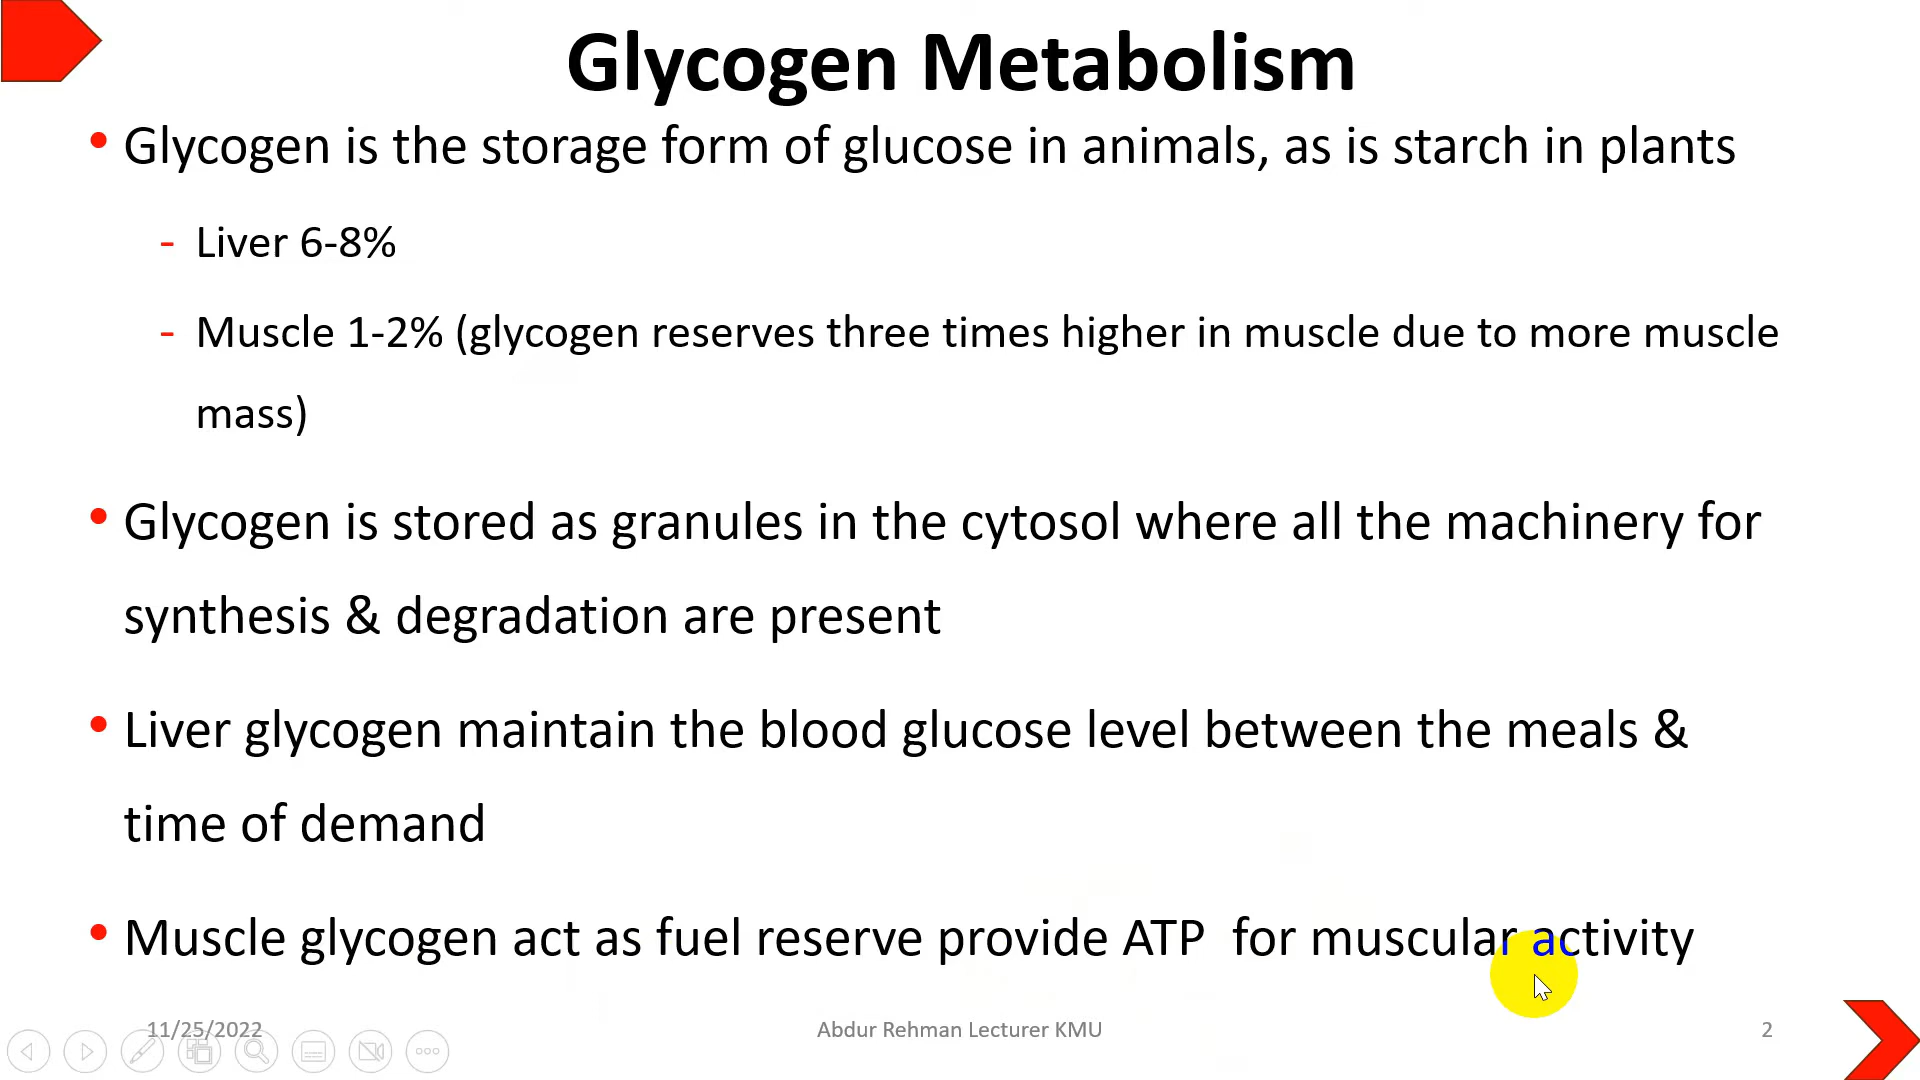 Glycogen Metabolism
• Glycogen is the storage form of glucose in animals, as is starch in plants
- Liver 6-8%
- Muscle 1-2% (glycogen reserves three times higher in muscle due to more muscle
mass)
• Glycogen is stored as granules in the cytosol where all the machinery for
synthesis & degradation are present
• Liver glycogen maintain the blood glucose level between the meals &
time of demand
• Muscle glycogen act as fuel reserve provide ATP  for muscular activity
11/25/2022
Abdur Rehman Lecturer KMU
2